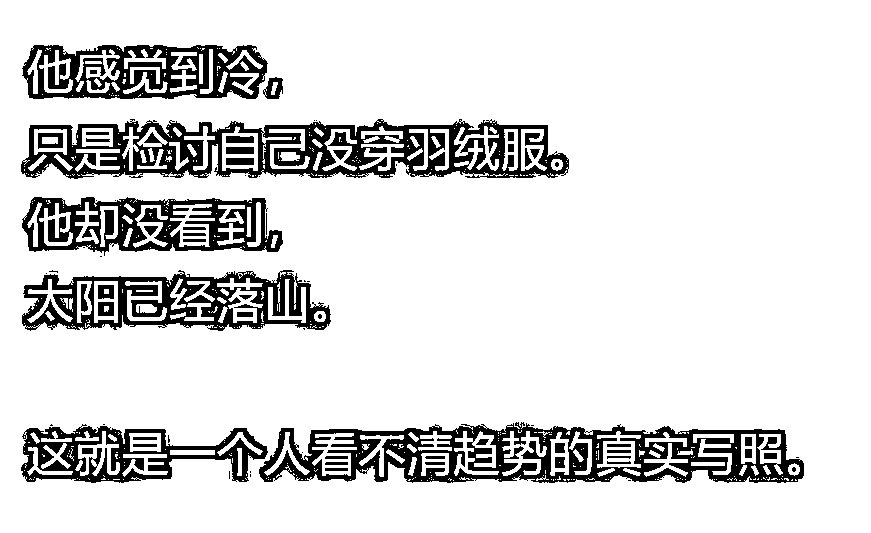 他感觉到冷,
只是检讨自己没穿羽绒服。
他却没看到,
太阳已经落山。
这就是一个人看不清趋势的真实写照。